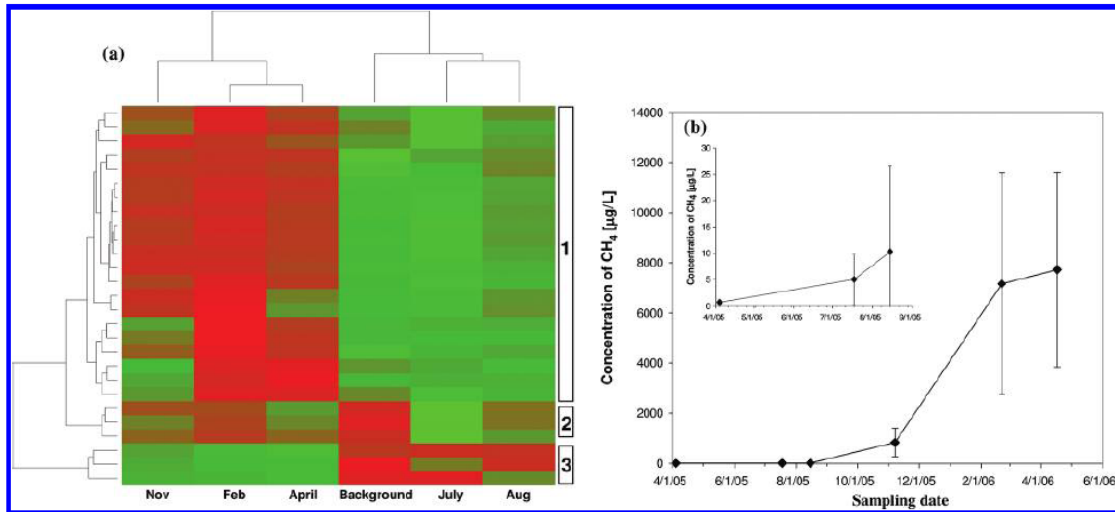 (a)
1
2
3
Nov Feb April Background July Aug
(b)
Concentration of CH4 [µg/L]
14000
12000
10000
8000
6000
4000
2000
0
4/1/05 6/1/05 8/1/05 10/1/05 12/1/05 2/1/06 4/1/06 6/1/06
Sampling date
Concentration of CH4 [µg/L]
30
25
20
15
10
5
0
4/1/05 5/1/05 6/1/05 7/1/05 8/1/05 9/1/05